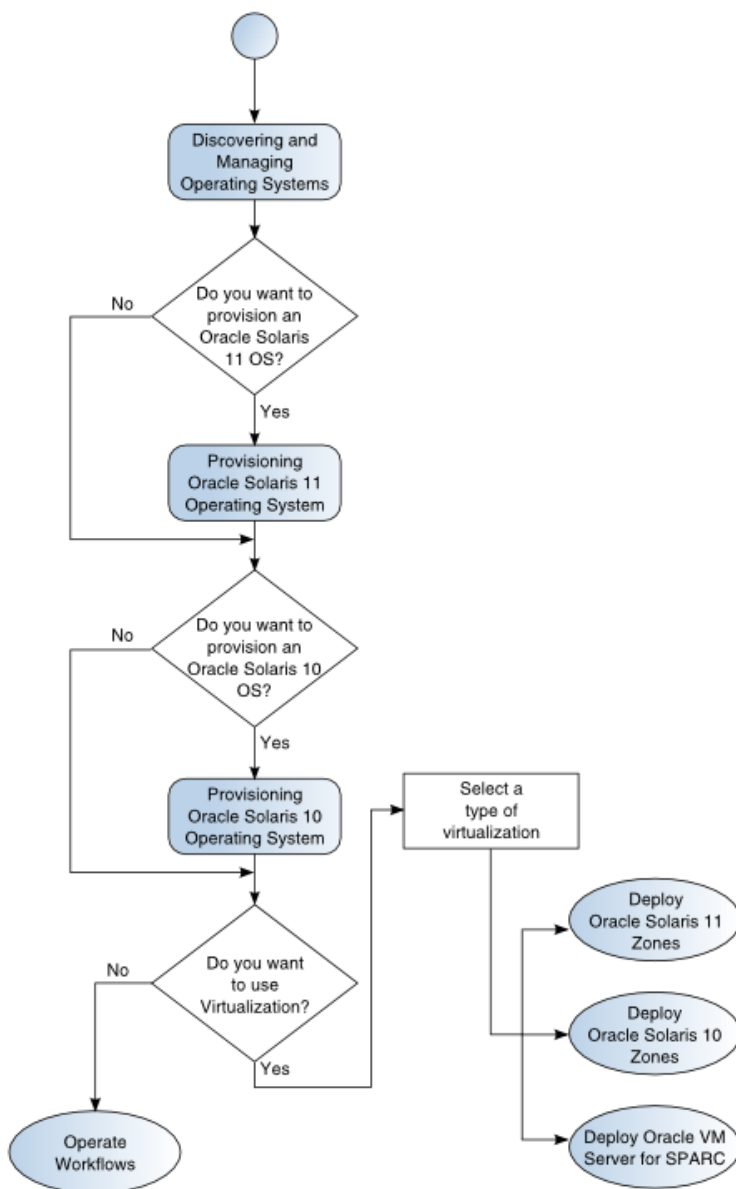 Discovering and
Managing
Operating Systems
No
Do you want to
provision an
Oracle Solaris
11 OS?
Yes
Provisioning
Oracle Solaris 11
Operating System
No
Do you want to
provision an
Oracle Solaris 10
OS?
Yes
Provisioning
Oracle Solaris 10
Operating System
Select a
type of
virtualization
No
Do you want
to use
Virtualization?
Yes
Deploy
Oracle Solaris 11
Zones
Deploy
Oracle Solaris 10
Zones
Deploy Oracle VM
Server for SPARC
Operate
Workflows